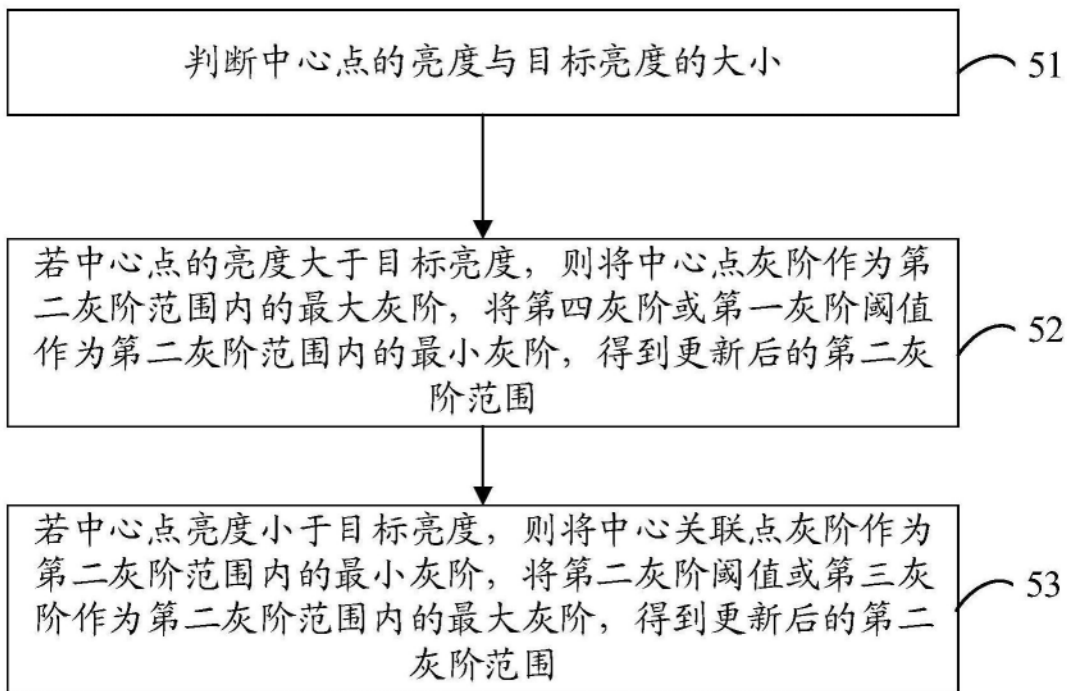 判断中心点的亮度与目标亮度的大小
51
若中心点的亮度大于目标亮度，则将中心点灰阶作为第
二灰阶范围内的最大灰阶，将第四灰阶或第一灰阶阈值
作为第二灰阶范围内的最小灰阶，得到更新后的第二灰
阶范围
52
若中心点亮度小于目标亮度，则将中心关联点灰阶作为
第二灰阶范围内的最小灰阶，将第二灰阶阈值或第三灰
阶作为第二灰阶范围内的最大灰阶，得到更新后的第二
灰阶范围
53